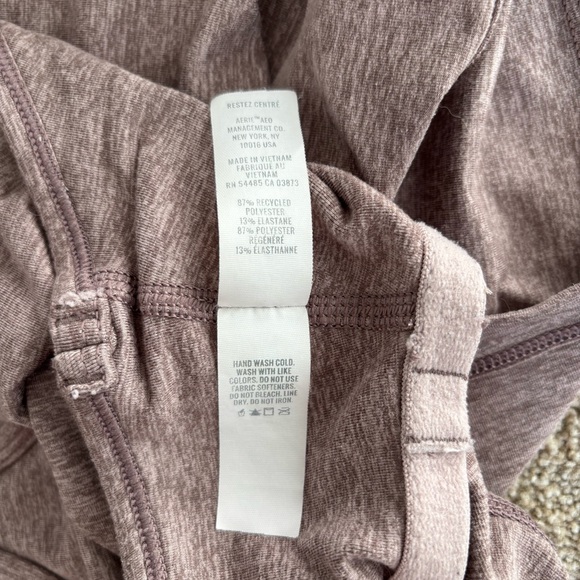 RESTEZ CENTRÉ
AERIE™ AEO
MANAGEMENT CO.
NEW YORK, NY
10016 USA
MADE IN VIETNAM
FABRIQUÉ AU
VIETNAM
RN 54485 CA 03873
87% RECYCLED
POLYESTER
13% ELASTANE
87% POLYESTER
RÉGÉNÉRÉ
13% ÉLASTHANNE
HAND WASH COLD.
WASH WITH LIKE
COLORS. DO NOT USE
FABRIC SOFTENERS.
DO NOT BLEACH. LINE
DRY. DO NOT IRON.